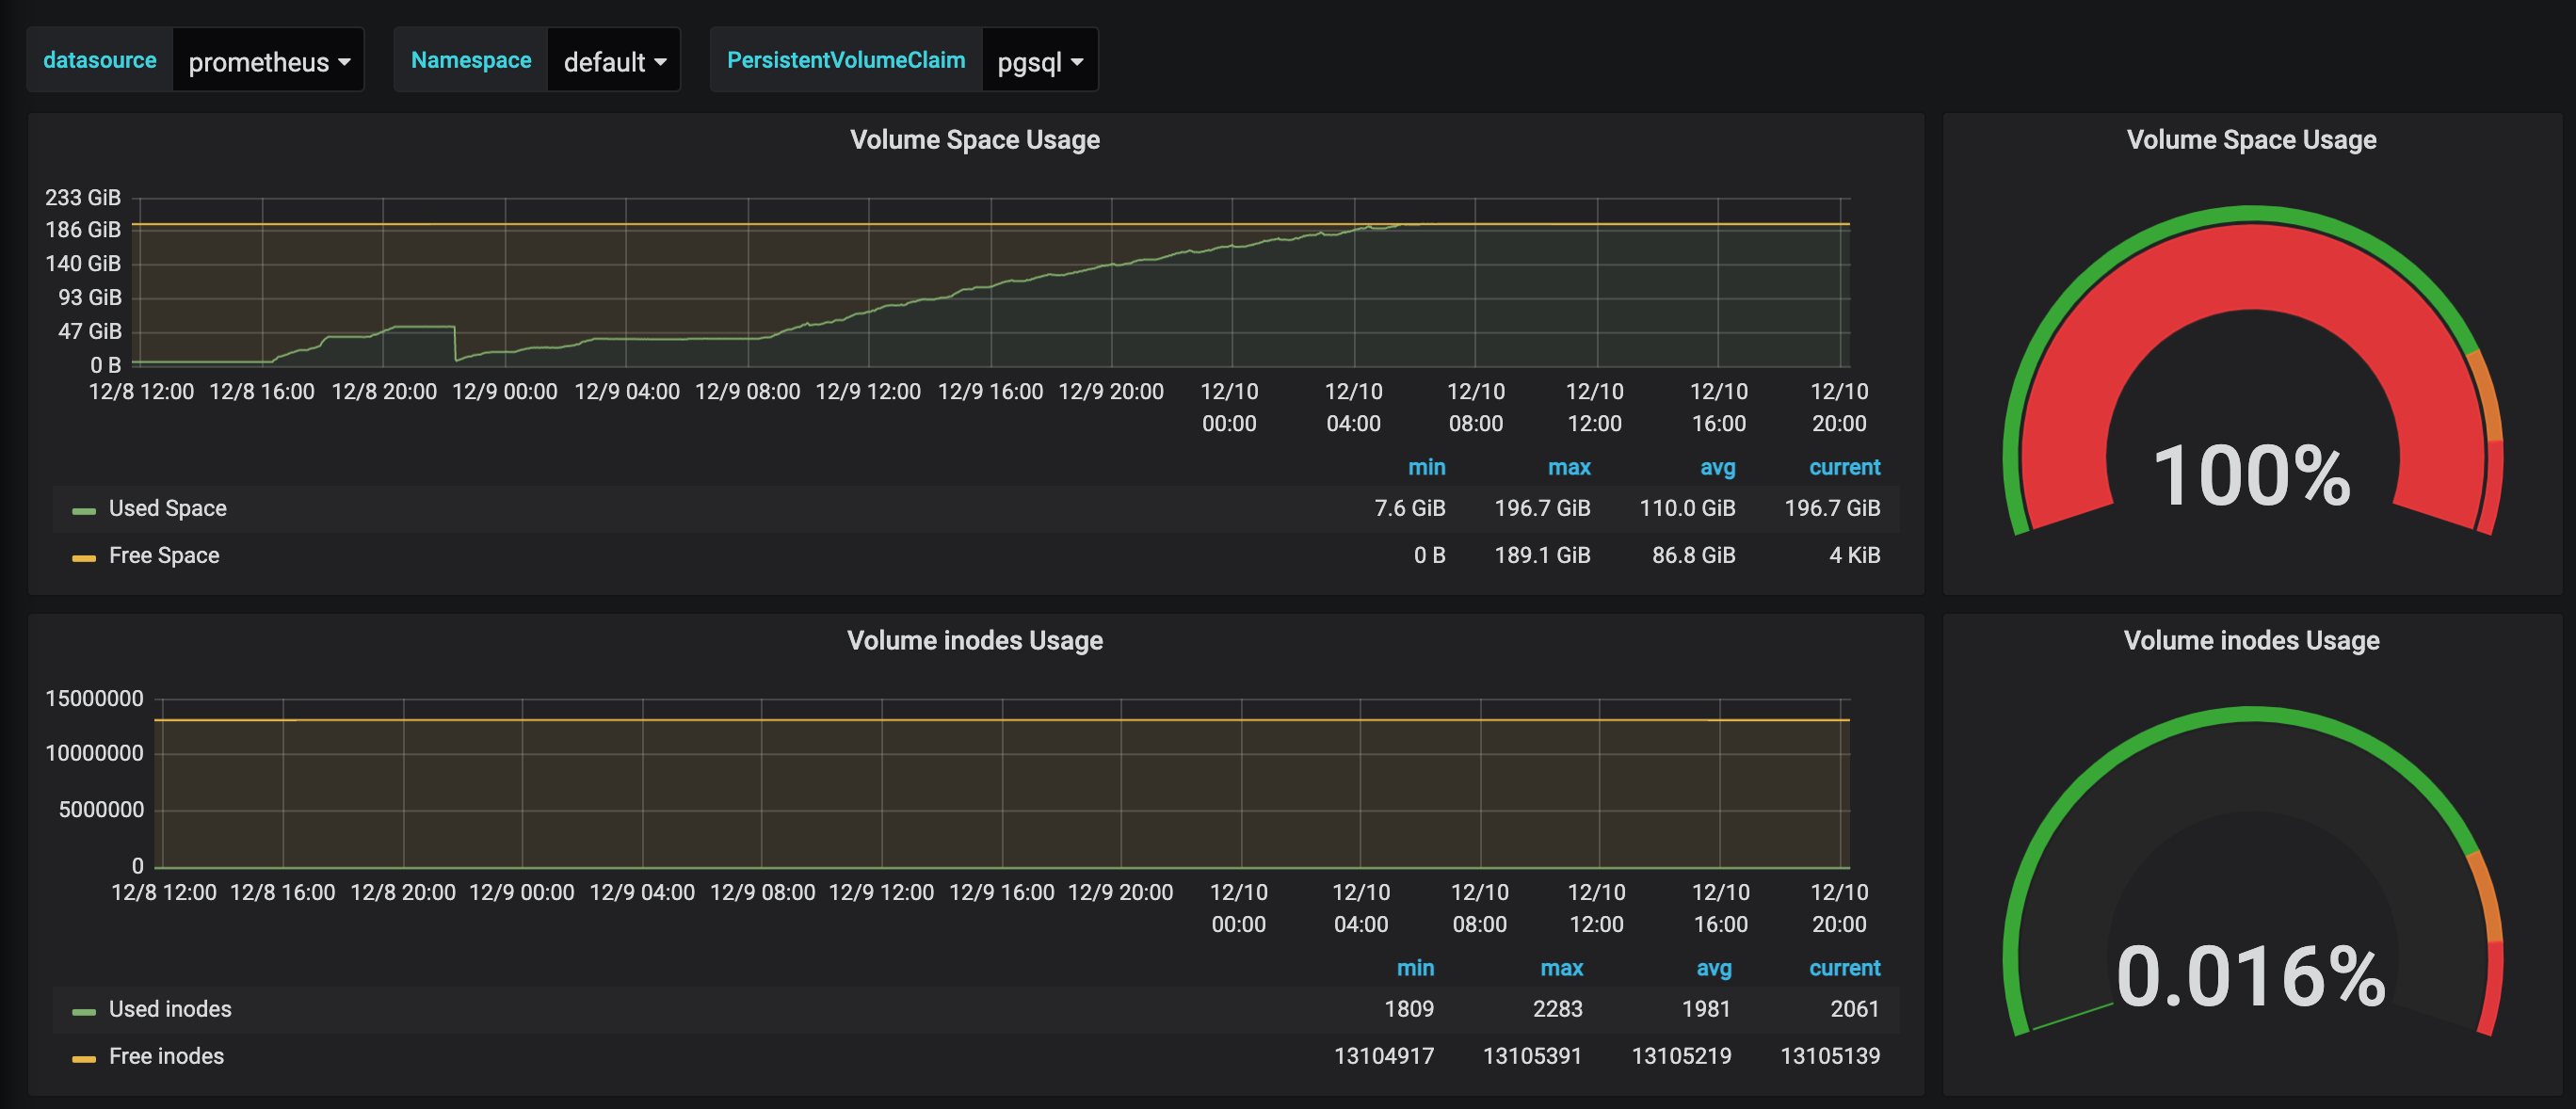 datasource prometheus Namespace default PersistentVolumeClaim pgsql
Volume Space Usage
233 GiB
186 GiB
140 GiB
93 GiB
47 GiB
0 B
12/8 12:00 12/8 16:00 12/8 20:00 12/9 00:00 12/9 04:00 12/9 08:00 12/9 12:00 12/9 16:00 12/9 20:00 12/10 12/10 12/10 12/10 12/10 12/10
00:00 04:00 08:00 12:00 16:00 20:00
min max avg current
Used Space 7.6 GiB 196.7 GiB 110.0 GiB 196.7 GiB
Free Space 0 B 189.1 GiB 86.8 GiB 4 KiB
Volume Space Usage
100%
Volume inodes Usage
15000000
10000000
5000000
0
12/8 12:00 12/8 16:00 12/8 20:00 12/9 00:00 12/9 04:00 12/9 08:00 12/9 12:00 12/9 16:00 12/9 20:00 12/10 12/10 12/10 12/10 12/10 12/10
00:00 04:00 08:00 12:00 16:00 20:00
min max avg current
Used inodes 1809 2283 1981 2061
Free inodes 13104917 13105391 13105219 13105139
Volume inodes Usage
0.016%